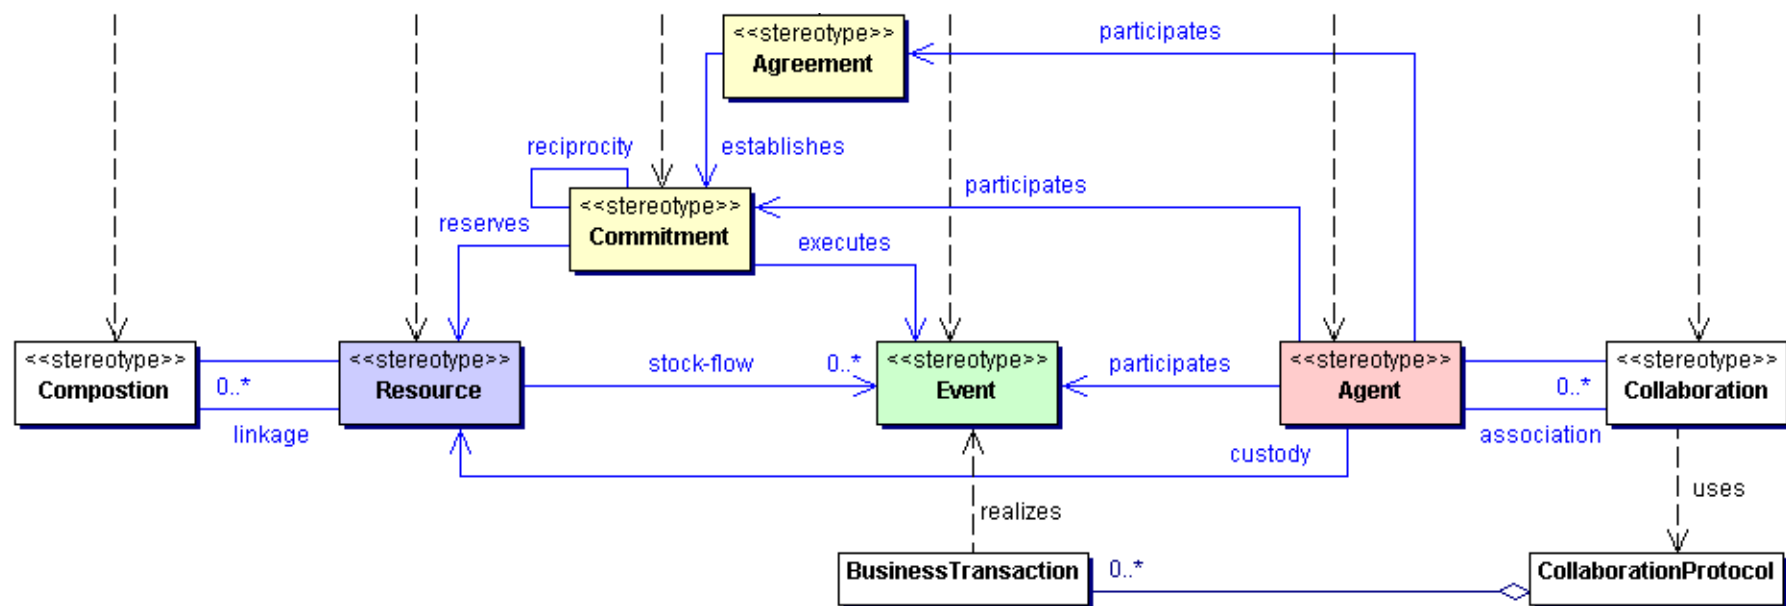 <<stereotype>>
Agreement
participates
reciprocity
establishes
<<stereotype>>
Commitment
participates
reserves
executes
<<stereotype>>
Compostion
0..*
linkage
<<stereotype>>
Resource
stock-flow
0..*
<<stereotype>>
Event
participates
<<stereotype>>
Agent
0..*
association
<<stereotype>>
Collaboration
custody
realizes
uses
BusinessTransaction
0..*
CollaborationProtocol